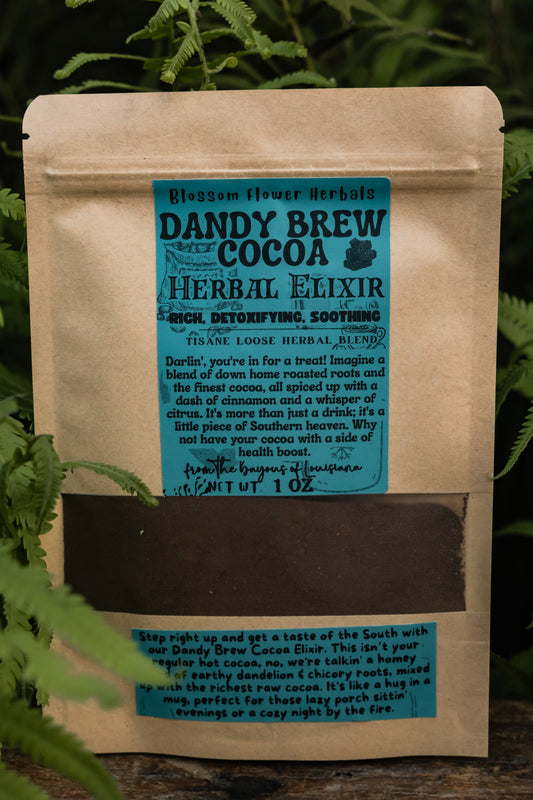 Blossom Flower Herbals
DANDY BREW
COCOA
HERBAL ELIXIR
RICH, DETOXIFYING, SOOTHING
TISANE LOOSE HERBAL BLEND
Darlin', you're in for a treat! Imagine a
blend of down home roasted roots and
the finest cocoa, all spiced up with a
dash of cinnamon and a whisper of
citrus. It's more than just a drink; it's a
little piece of Southern heaven. Why
not have your cocoa with a side of
health boost.
from the bayous of Louisiana
NET WT 1 OZ
Step right up and get a taste of the South with
our Dandy Brew Cocoa Elixir. This isn't your
regular hot cocoa, no, we're talkin' a homey
of earthy dandelion & chicory roots, mixed
up with the richest raw cocoa. It's like a hug in a
mug, perfect for those lazy porch sittin'
evenings or a cozy night by the fire.